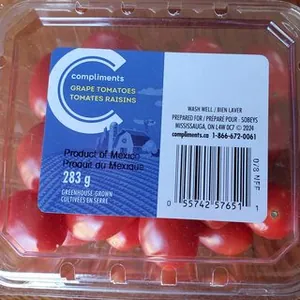 compliments
GRAPE TOMATOES
TOMATES RAISINS
Product of Mexico
Produit du Mexique
283 g
GREENHOUSE GROWN
CULTIVÉES EN SERRE
WASH WELL / BIEN LAVER
PREPARED FOR / PRÉPARÉ POUR : SOBEYS
MISSISSAUGA, ON L4W 0C7 © 2024
compliments.ca 1-866-672-0061
0 55742 57651 1